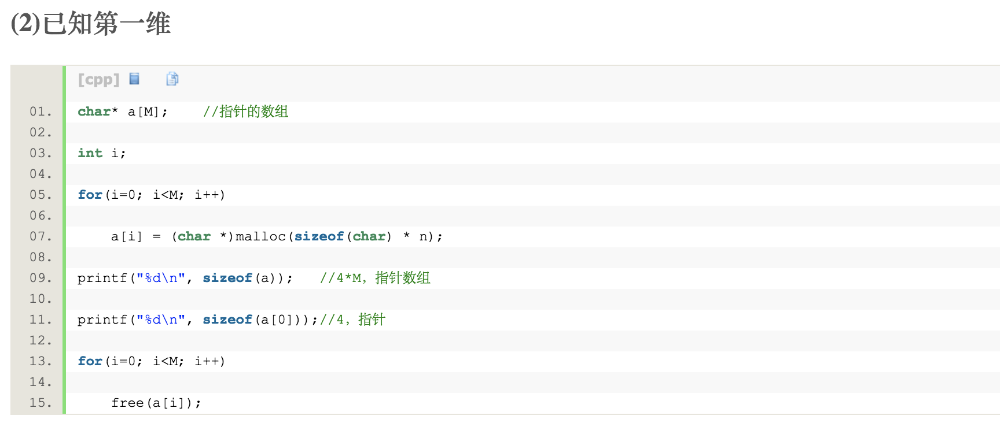 (2)已知第一维
[cpp]
01. char* a[M];    //指针的数组
02.
03. int i;
04.
05. for(i=0; i<M; i++)
06.
07.     a[i] = (char *)malloc(sizeof(char) * n);
08.
09. printf("%d\n", sizeof(a));   //4*M，指针数组
10.
11. printf("%d\n", sizeof(a[0]));//4，指针
12.
13. for(i=0; i<M; i++)
14.
15.     free(a[i]);